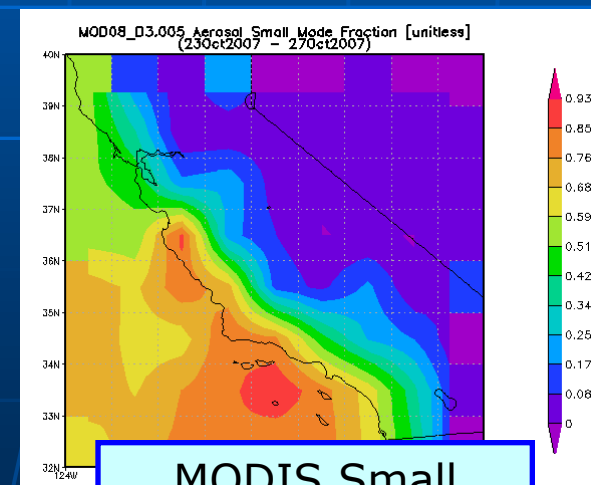 MOD08_D3.005 Aerosol Small Mode Fraction [unitless]
(23Oct2007 - 27Oct2007)
40N
39N
38N
37N
36N
35N
34N
33N
32N
124W
0.93
0.85
0.76
0.68
0.59
0.51
0.42
0.34
0.25
0.17
0.08
0
MODIS Small